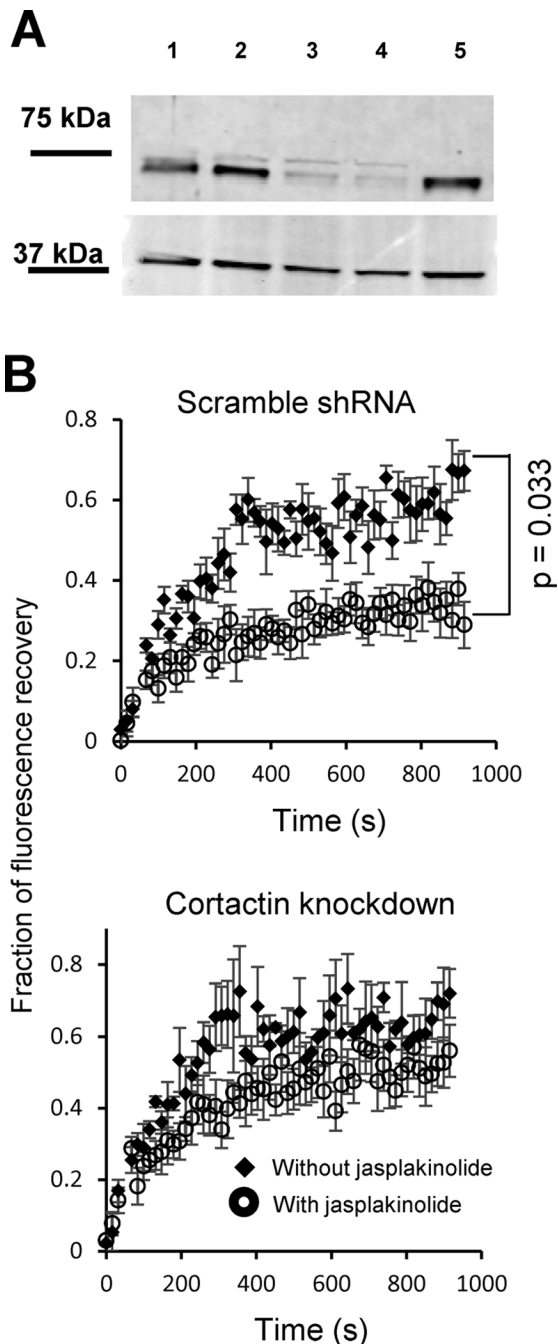 A
1 2 3 4 5
75 kDa
37 kDa
B
Scramble shRNA
0.8
0.6
0.4
0.2
0
0 200 400 600 800 1000
Time (s)
p = 0.033
Fraction of fluorescence recovery
Cortactin knockdown
0.8
0.6
0.4
0.2
0
Without jasplakinolide
With jasplakinolide
0 200 400 600 800 1000
Time (s)